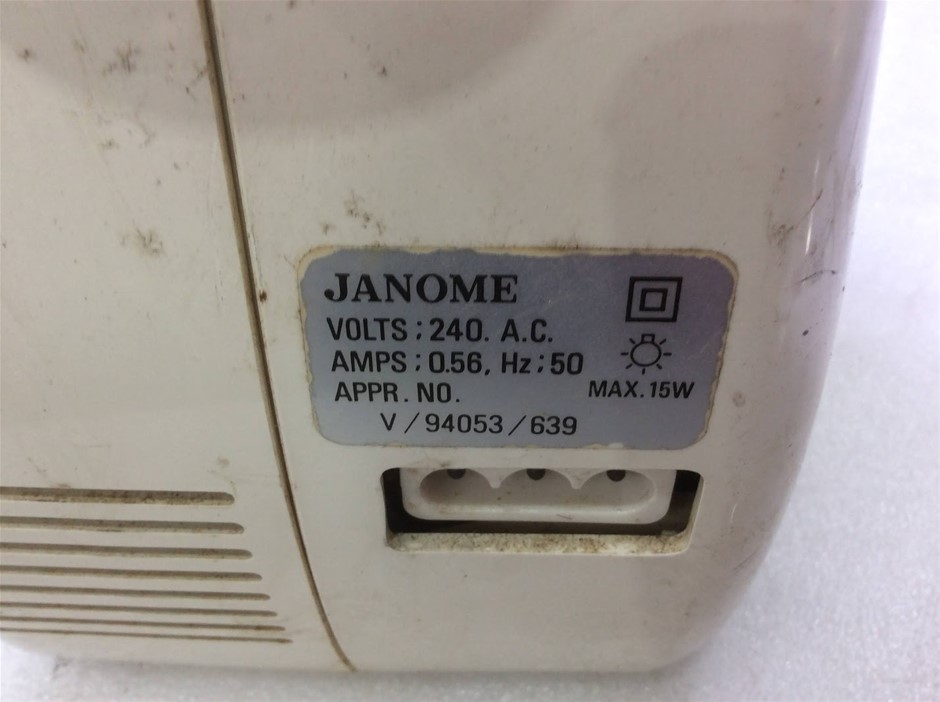 JANOME
VOLTS : 240. A.C.
AMPS : 0.56, Hz : 50
MAX. 15W
APPR. NO.
V / 94053 / 639